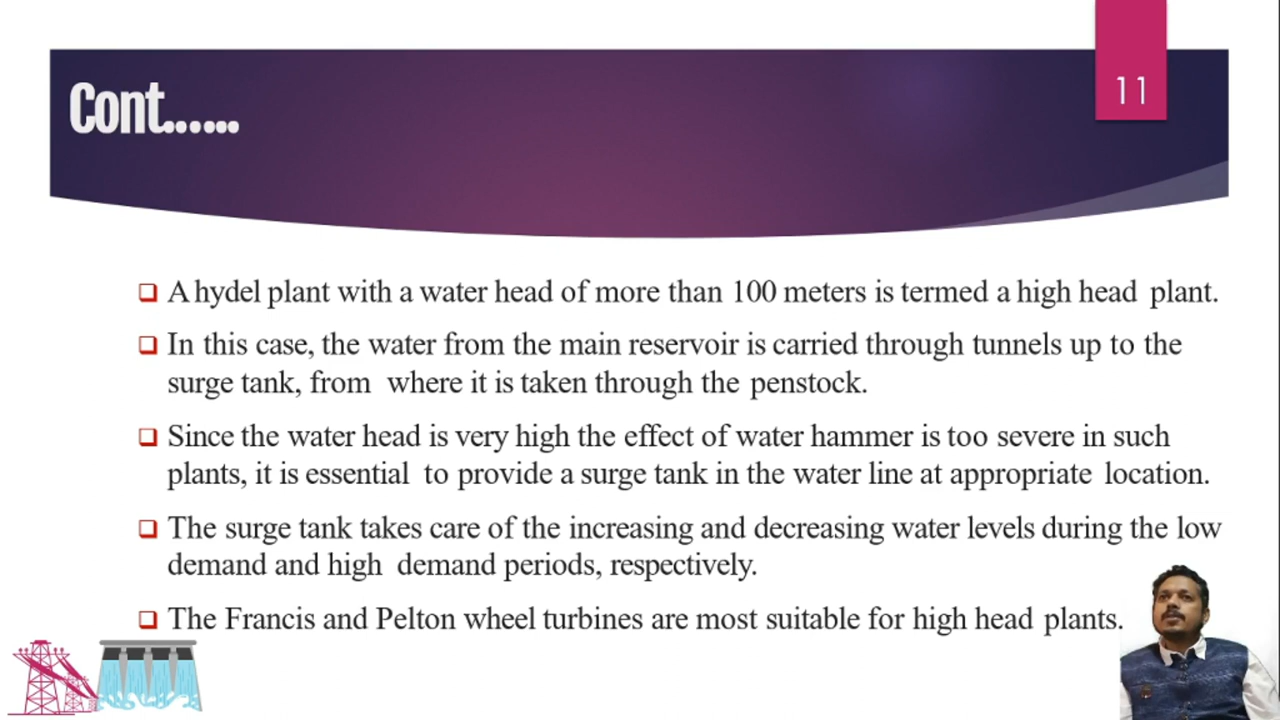 11
Cont……
A hydel plant with a water head of more than 100 meters is termed a high head plant.
In this case, the water from the main reservoir is carried through tunnels up to the
surge tank, from where it is taken through the penstock.
Since the water head is very high the effect of water hammer is too severe in such
plants, it is essential to provide a surge tank in the water line at appropriate location.
The surge tank takes care of the increasing and decreasing water levels during the low
demand and high demand periods, respectively.
The Francis and Pelton wheel turbines are most suitable for high head plants.